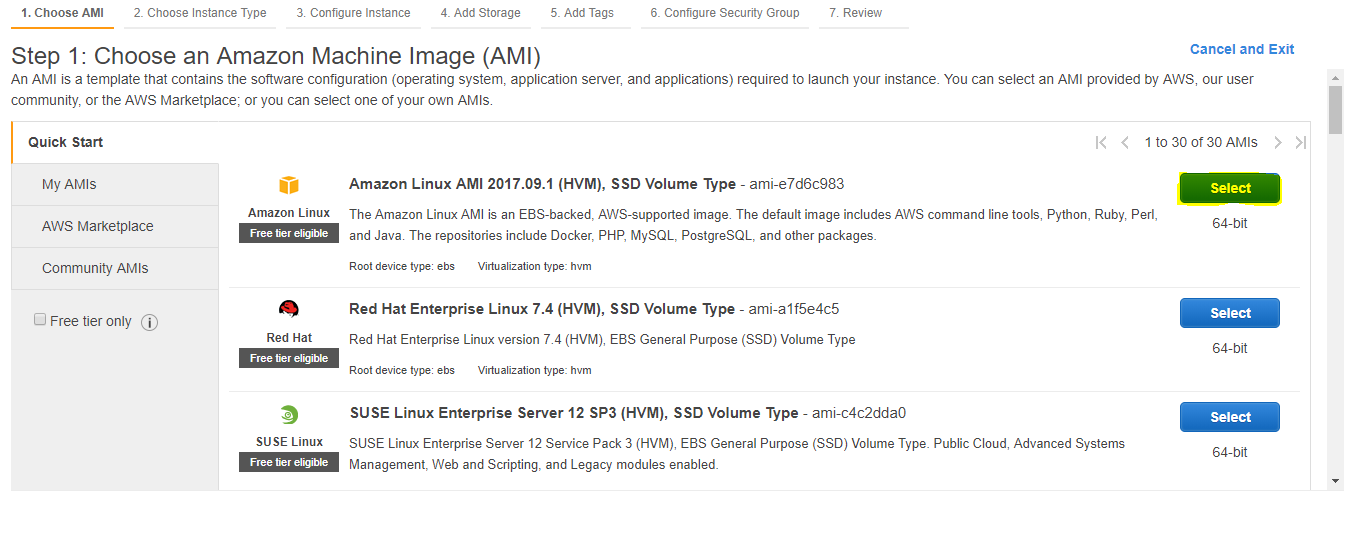 1. Choose AMI 2. Choose Instance Type 3. Configure Instance 4. Add Storage 5. Add Tags 6. Configure Security Group 7. Review
Step 1: Choose an Amazon Machine Image (AMI)
Cancel and Exit
An AMI is a template that contains the software configuration (operating system, application server, and applications) required to launch your instance. You can select an AMI provided by AWS, our user
community, or the AWS Marketplace; or you can select one of your own AMIs.
Quick Start
1 to 30 of 30 AMIs
My AMIs
AWS Marketplace
Community AMIs
Free tier only
Amazon Linux
Free tier eligible
Amazon Linux AMI 2017.09.1 (HVM), SSD Volume Type - ami-e7d6c983
The Amazon Linux AMI is an EBS-backed, AWS-supported image. The default image includes AWS command line tools, Python, Ruby, Perl,
and Java. The repositories include Docker, PHP, MySQL, PostgreSQL, and other packages.
Root device type: ebs Virtualization type: hvm
Select
64-bit
Red Hat
Free tier eligible
Red Hat Enterprise Linux 7.4 (HVM), SSD Volume Type - ami-a1f5e4c5
Red Hat Enterprise Linux version 7.4 (HVM), EBS General Purpose (SSD) Volume Type
Root device type: ebs Virtualization type: hvm
Select
64-bit
SUSE Linux
Free tier eligible
SUSE Linux Enterprise Server 12 SP3 (HVM), SSD Volume Type - ami-c4c2dda0
SUSE Linux Enterprise Server 12 Service Pack 3 (HVM), EBS General Purpose (SSD) Volume Type. Public Cloud, Advanced Systems
Management, Web and Scripting, and Legacy modules enabled.
Select
64-bit